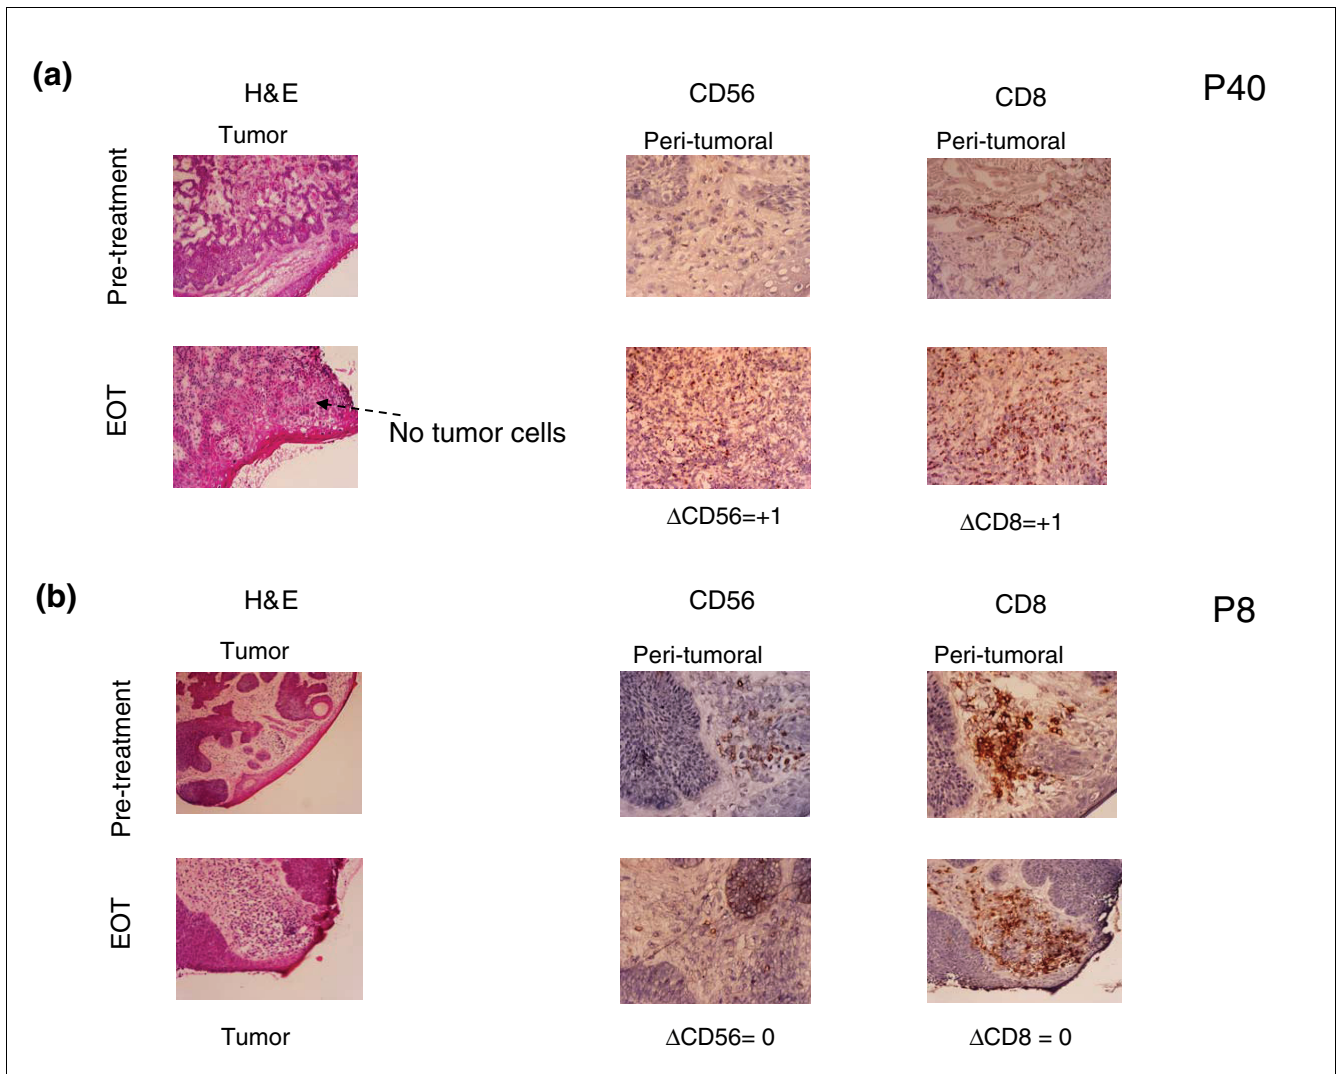 (a)
H&E
CD56
CD8
P40
Tumor
Peri-tumoral
Peri-tumoral
Pre-treatment
EOT
No tumor cells
ΔCD56=+1
ΔCD8=+1
(b)
H&E
CD56
CD8
P8
Tumor
Peri-tumoral
Peri-tumoral
Pre-treatment
EOT
Tumor
ΔCD56= 0
ΔCD8 = 0